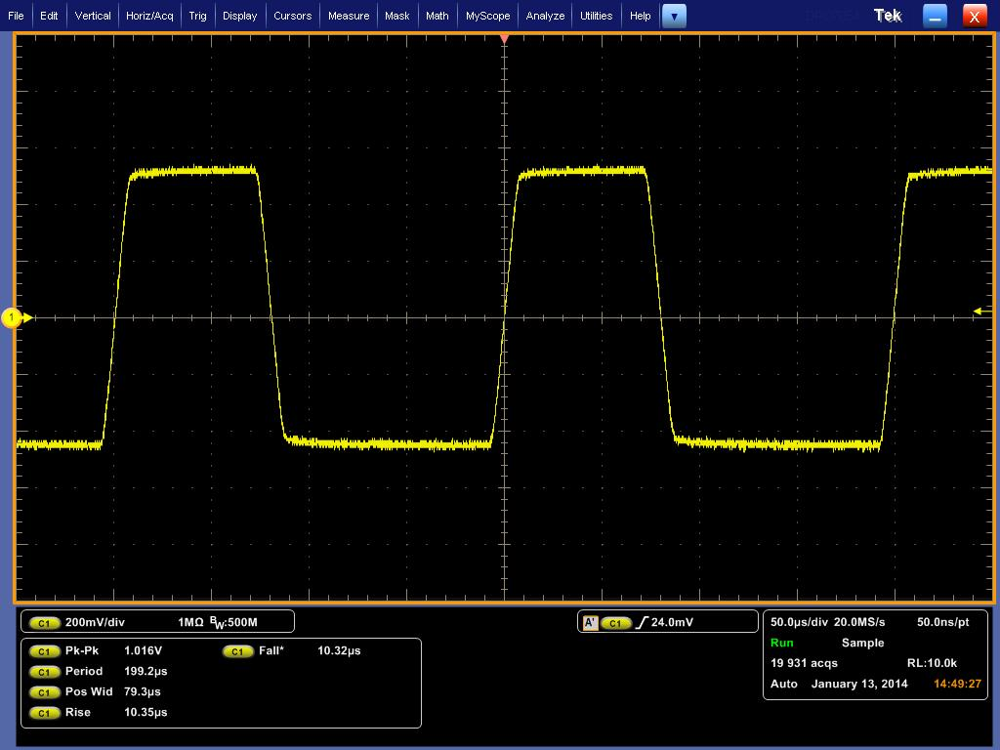 File Edit Vertical Horiz/Acq Trig Display Cursors Measure Mask Math MyScope Analyze Utilities Help Tek X
1
C1 200mV/div 1MΩ BW:500M
A' C1 24.0mV
50.0µs/div 20.0MS/s 50.0ns/pt
Run Sample
19 931 acqs RL:10.0k
Auto January 13, 2014 14:49:27
C1 Pk-Pk 1.016V C1 Fall* 10.32µs
C1 Period 199.2µs
C1 Pos Wid 79.3µs
C1 Rise 10.35µs